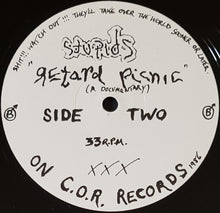 SHIT!!! WATCH OUT!!! THEY'LL TAKE OVER THE WORLD SOONER OR LATER.
STUPIDS
"RETARD PICNIC"
(A DOCUMENTARY)
SIDE TWO
33 R.P.M.
XXX
ON C.O.R. RECORDS 1986